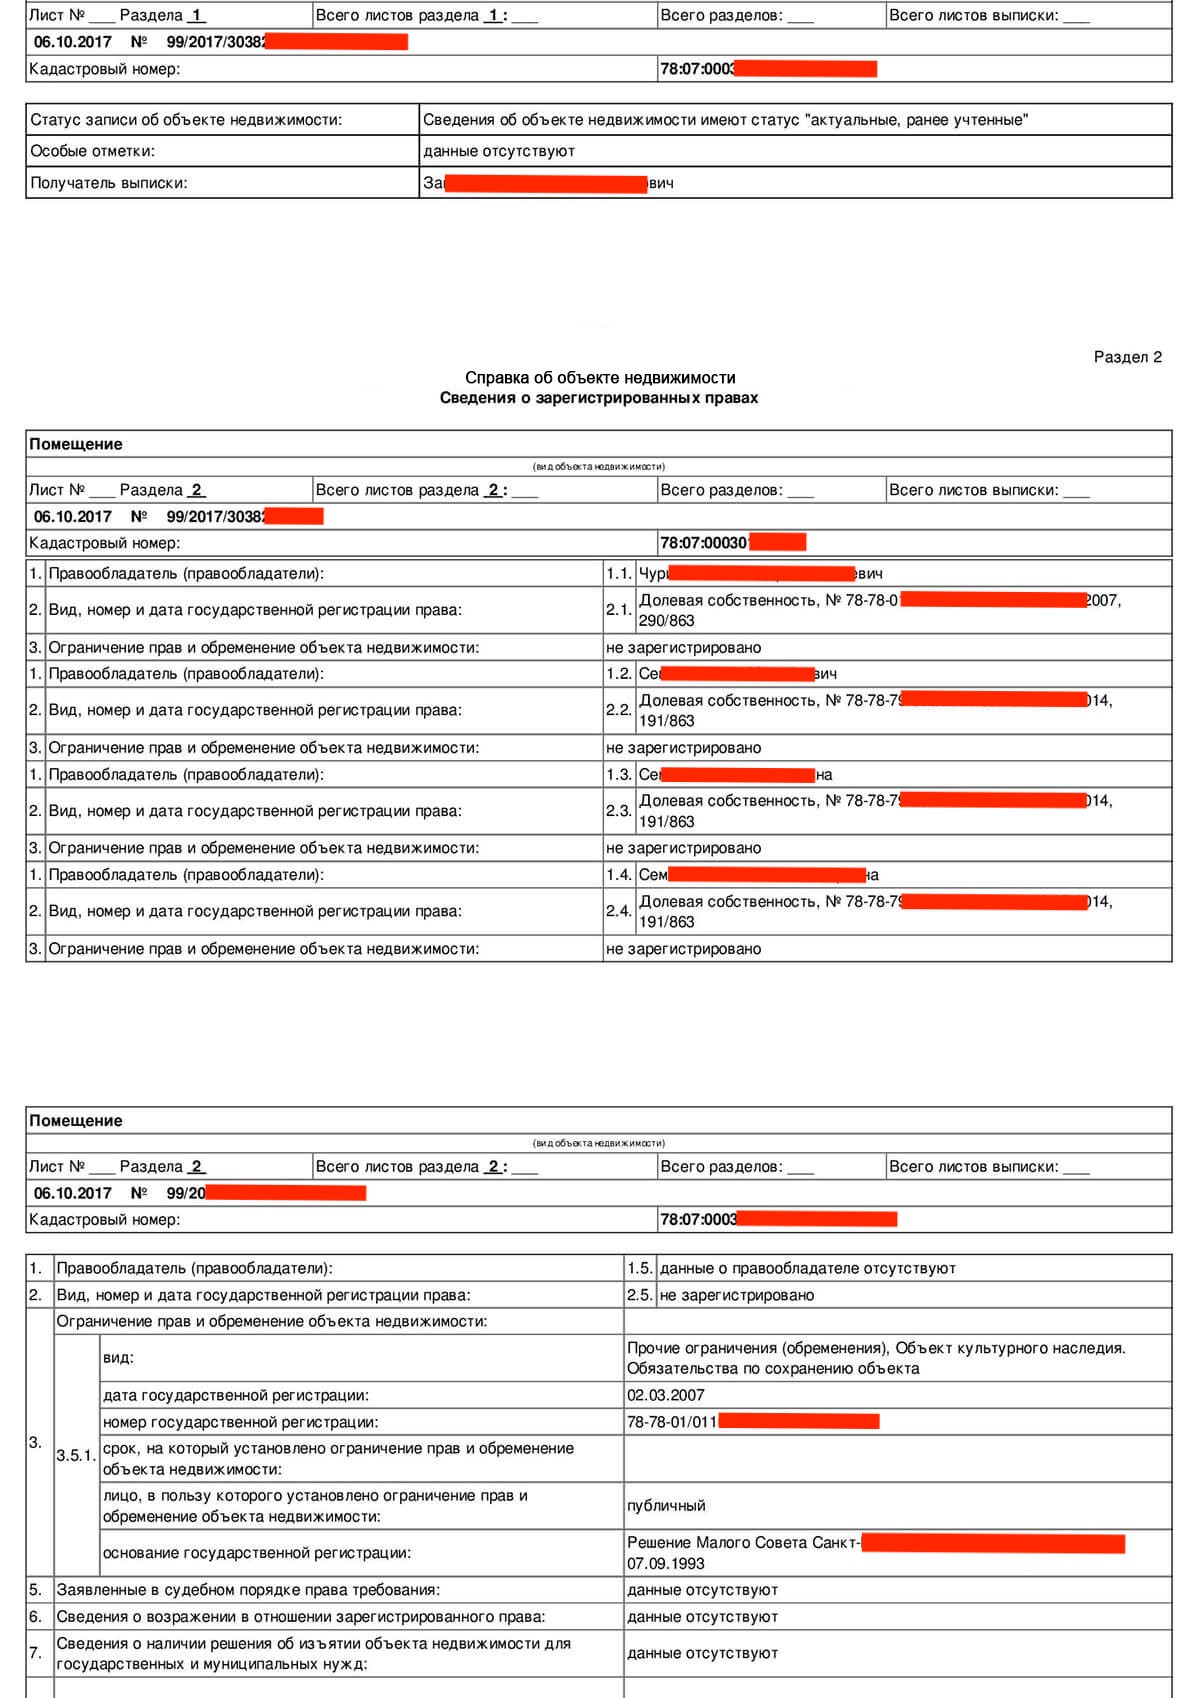 Лист № ___ Раздела 1 Всего листов раздела 1 : ___ Всего разделов: ___ Всего листов выписки: ___
06.10.2017 № 99/2017/3038
Кадастровый номер: 78:07:000
Статус записи об объекте недвижимости: Сведения об объекте недвижимости имеют статус "актуальные, ранее учтенные"
Особые отметки: данные отсутствуют
Получатель выписки: За вич
Раздел 2
Справка об объекте недвижимости
Сведения о зарегистрированных правах
Помещение
(вид объекта недвижимости)
Лист № ___ Раздела 2 Всего листов раздела 2 : ___ Всего разделов: ___ Всего листов выписки: ___
06.10.2017 № 99/2017/3038
Кадастровый номер: 78:07:00030
1. Правообладатель (правообладатели): 1.1. Чур евич
2. Вид, номер и дата государственной регистрации права: 2.1. Долевая собственность, № 78-78-0 2007,
290/863
3. Ограничение прав и обременение объекта недвижимости: не зарегистрировано
1. Правообладатель (правообладатели): 1.2. Се вич
2. Вид, номер и дата государственной регистрации права: 2.2. Долевая собственность, № 78-78-7 014,
191/863
3. Ограничение прав и обременение объекта недвижимости: не зарегистрировано
1. Правообладатель (правообладатели): 1.3. Се на
2. Вид, номер и дата государственной регистрации права: 2.3. Долевая собственность, № 78-78-7 014,
191/863
3. Ограничение прав и обременение объекта недвижимости: не зарегистрировано
1. Правообладатель (правообладатели): 1.4. Сем на
2. Вид, номер и дата государственной регистрации права: 2.4. Долевая собственность, № 78-78-7 014,
191/863
3. Ограничение прав и обременение объекта недвижимости: не зарегистрировано
Помещение
(вид объекта недвижимости)
Лист № ___ Раздела 2 Всего листов раздела 2 : ___ Всего разделов: ___ Всего листов выписки: ___
06.10.2017 № 99/20
Кадастровый номер: 78:07:0003
1. Правообладатель (правообладатели): 1.5. данные о правообладателе отсутствуют
2. Вид, номер и дата государственной регистрации права: 2.5. не зарегистрировано
3. Ограничение прав и обременение объекта недвижимости:
3.5.1. вид: Прочие ограничения (обременения), Объект культурного наследия.
Обязательства по сохранению объекта
дата государственной регистрации: 02.03.2007
номер государственной регистрации: 78-78-01/011
срок, на который установлено ограничение прав и обременение
объекта недвижимости:
лицо, в пользу которого установлено ограничение прав и
обременение объекта недвижимости: публичный
основание государственной регистрации: Решение Малого Совета Санкт-
07.09.1993
5. Заявленные в судебном порядке права требования: данные отсутствуют
6. Сведения о возражении в отношении зарегистрированного права: данные отсутствуют
7. Сведения о наличии решения об изъятии объекта недвижимости для
государственных и муниципальных нужд: данные отсутствуют